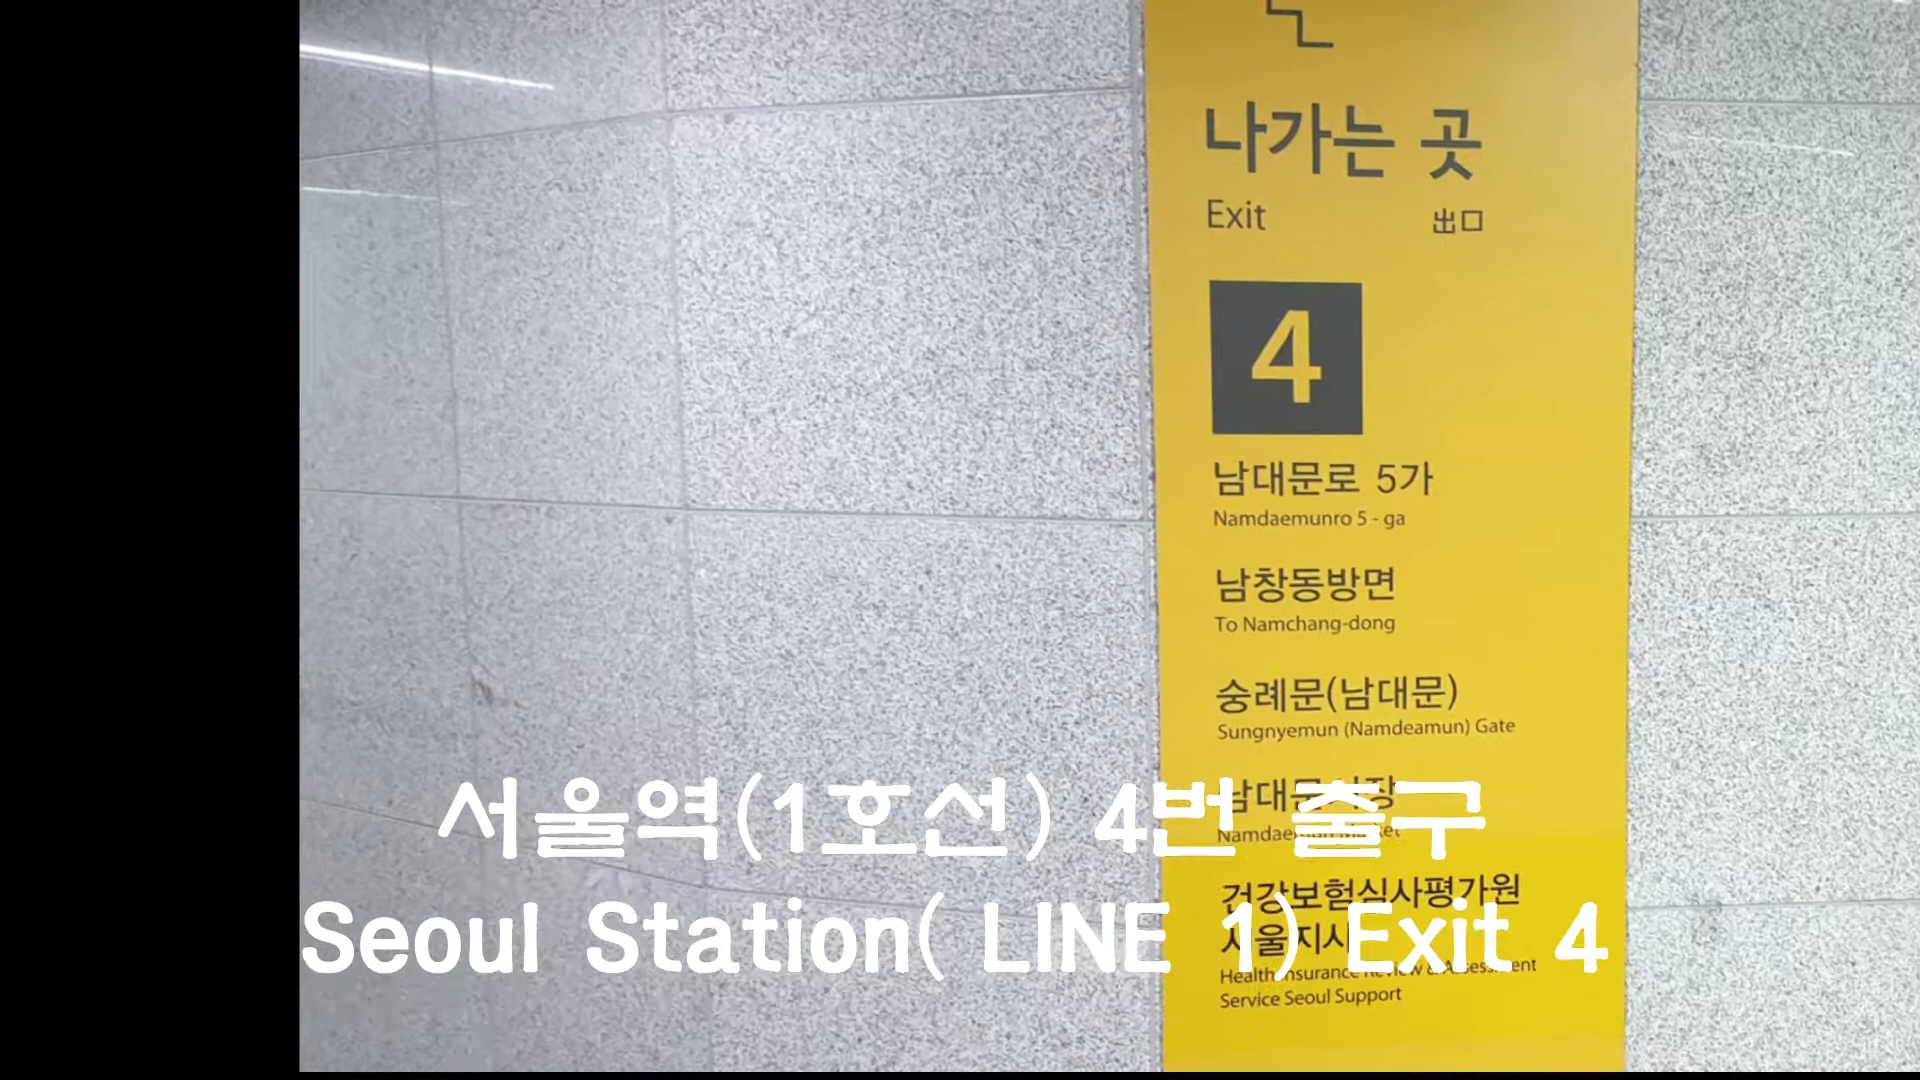 나가는 곳
Exit 出口
4
남대문로 5가
Namdaemunro 5 - ga
남창동방면
To Namchang-dong
숭례문(남대문)
Sungnyemun (Namdeamun) Gate
남대문시장
Namdaemun Market
서울역(1호선) 4번 출구
건강보험심사평가원
서울지사
Seoul Station( LINE 1) Exit 4
Health Insurance Review & Assessment
Service Seoul Support